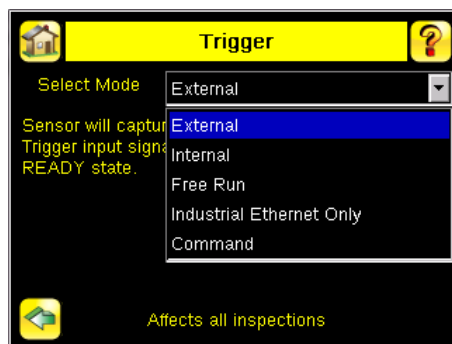 Trigger
?
Select Mode
External
Sensor will captur
Trigger input signa
READY state.
External
Internal
Free Run
Industrial Ethernet Only
Command
Affects all inspections